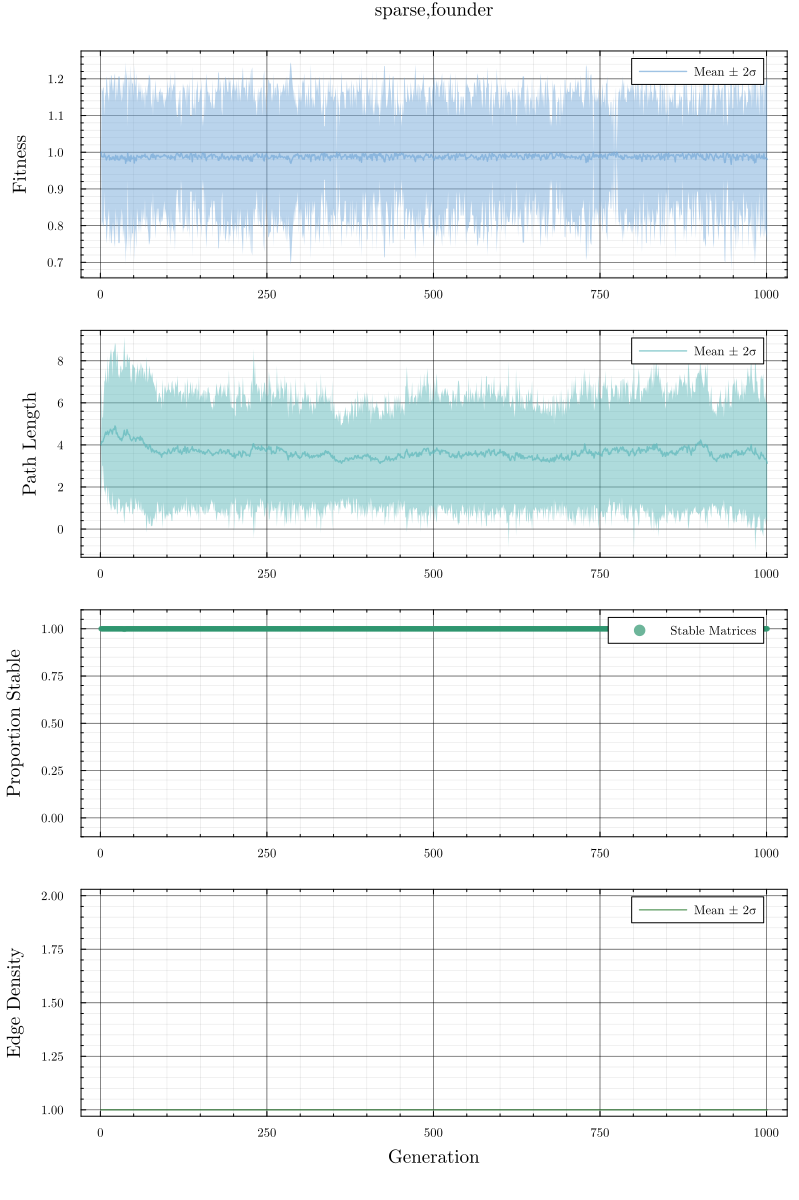 sparse,founder
Fitness
1.2
1.1
1.0
0.9
0.8
0.7
Mean ± 2σ
0 250 500 750 1000
Path Length
8
6
4
2
0
Mean ± 2σ
0 250 500 750 1000
Proportion Stable
1.00
0.75
0.50
0.25
0.00
Stable Matrices
0 250 500 750 1000
Edge Density
2.00
1.75
1.50
1.25
1.00
Mean ± 2σ
0 250 500 750 1000
Generation